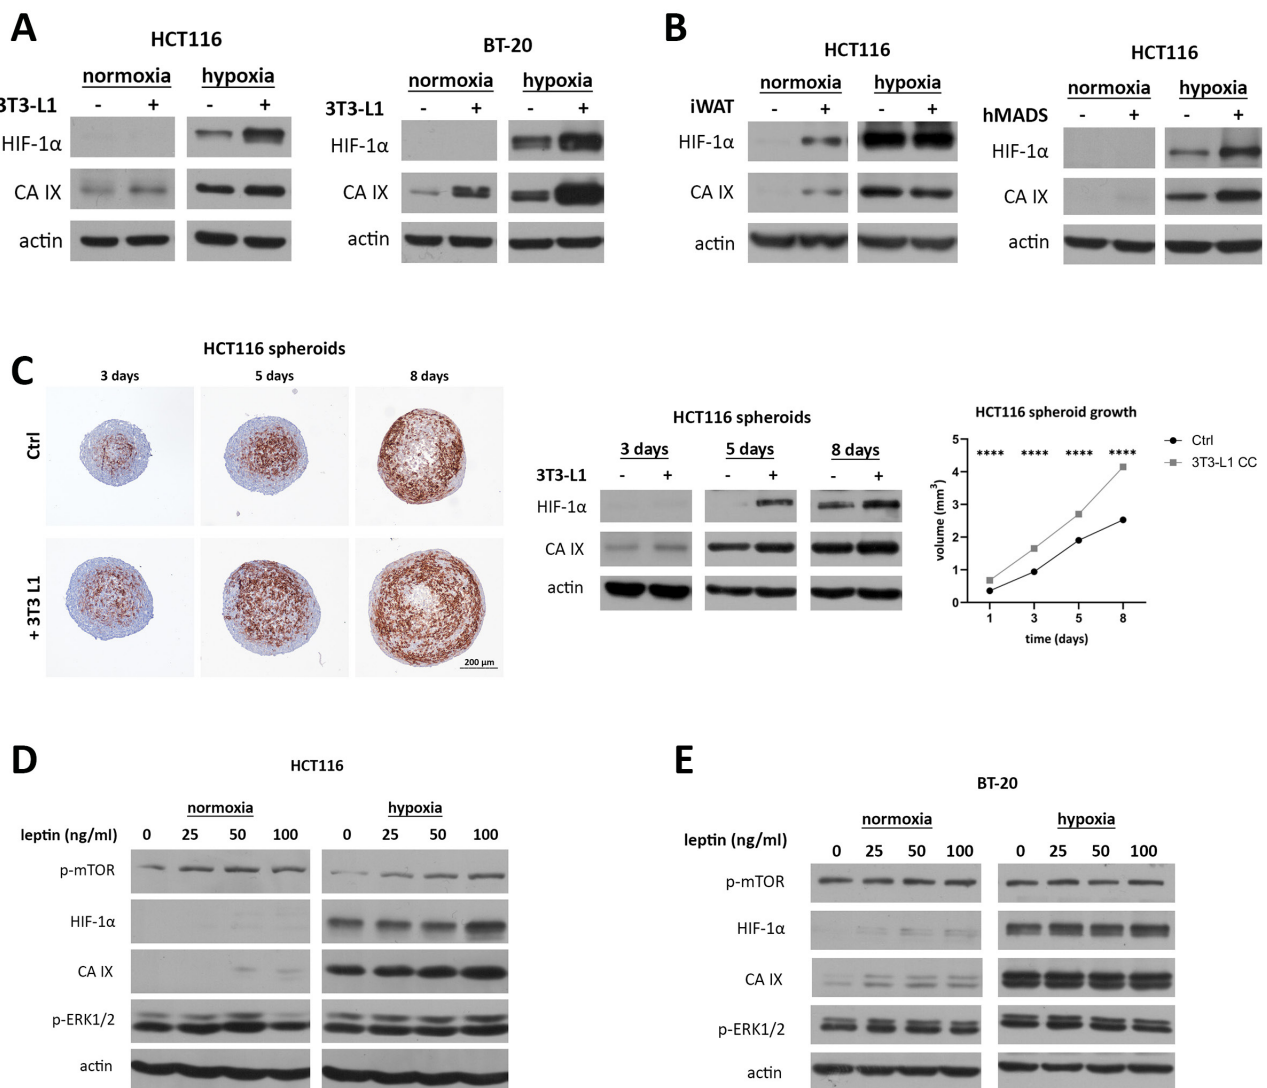 A
HCT116
normoxia hypoxia
3T3-L1 - + - +
HIF-1α
CA IX
actin
BT-20
normoxia hypoxia
3T3-L1 - + - +
HIF-1α
CA IX
actin
B
HCT116
normoxia hypoxia
iWAT - + - +
HIF-1α
CA IX
actin
HCT116
normoxia hypoxia
hMADS - + - +
HIF-1α
CA IX
actin
C
HCT116 spheroids
3 days 5 days 8 days
Ctrl
+ 3T3 L1
200 µm
HCT116 spheroids
3 days 5 days 8 days
3T3-L1 - + - + - +
HIF-1α
CA IX
actin
HCT116 spheroid growth
**** **** **** ****
volume (mm³)
5
4
3
2
1
0
1 3 5 8
time (days)
Ctrl
3T3-L1 CC
D
HCT116
normoxia hypoxia
leptin (ng/ml) 0 25 50 100 0 25 50 100
p-mTOR
HIF-1α
CA IX
p-ERK1/2
actin
E
BT-20
normoxia hypoxia
leptin (ng/ml) 0 25 50 100 0 25 50 100
p-mTOR
HIF-1α
CA IX
p-ERK1/2
actin